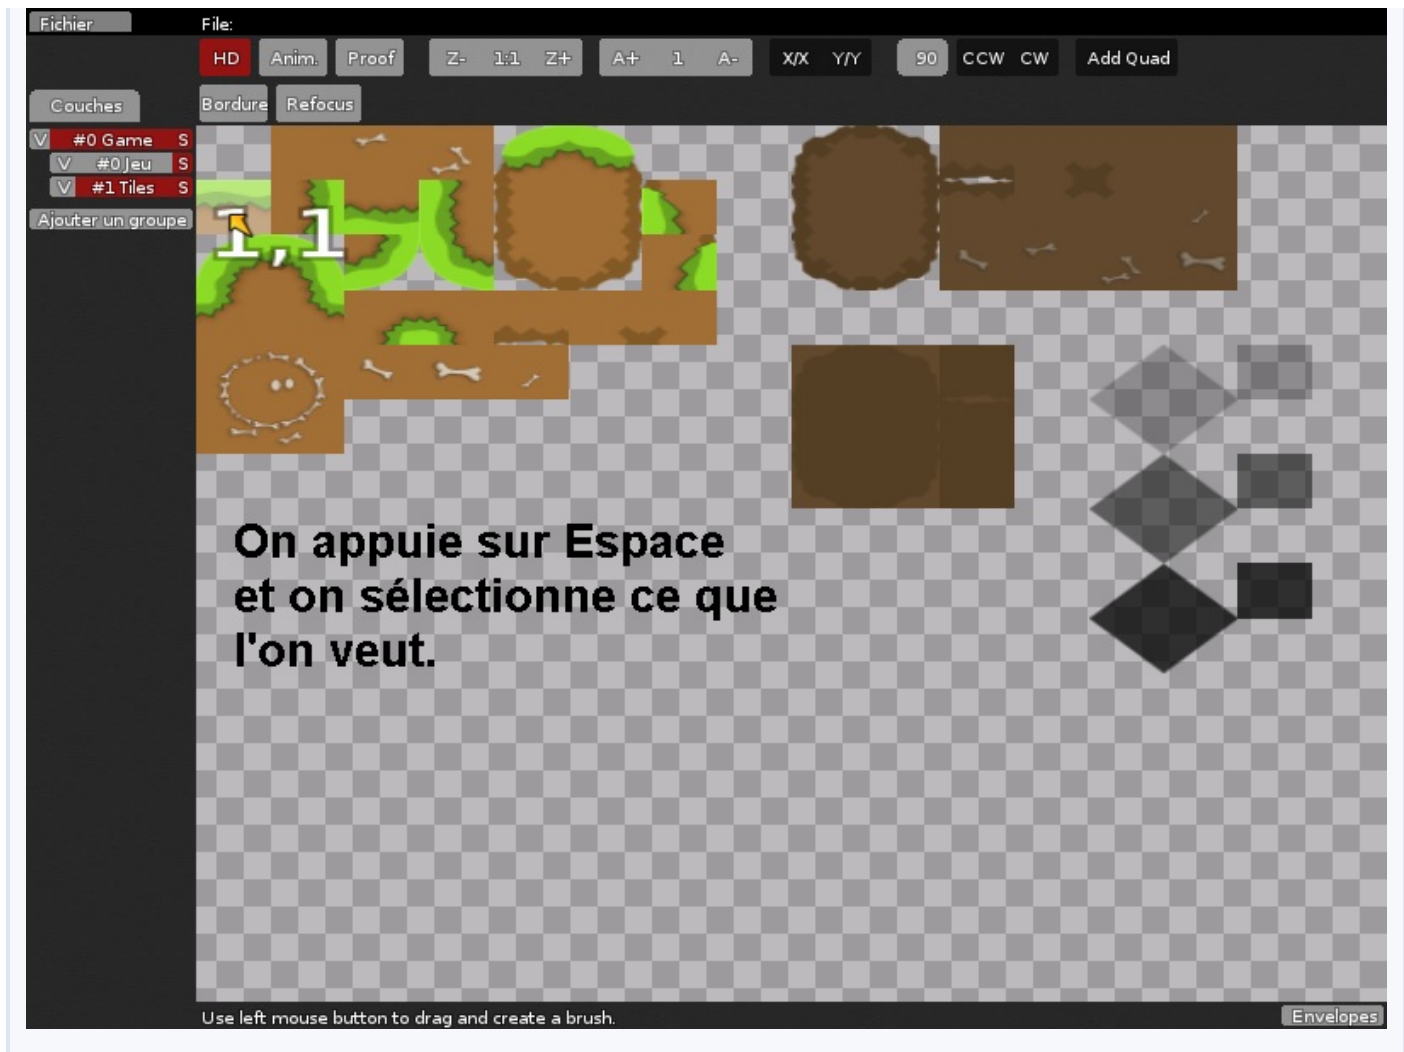 Fichier File:
HD Anim. Proof Z- 1:1 Z+ A+ 1 A- X/X Y/Y 90 CCW CW Add Quad
Couches Bordure Refocus
V #0 Game S
V #0 Jeu S
V #1 Tiles S
Ajouter un groupe
1,1
On appuie sur Espace
et on sélectionne ce que
l'on veut.
Use left mouse button to drag and create a brush. Envelopes